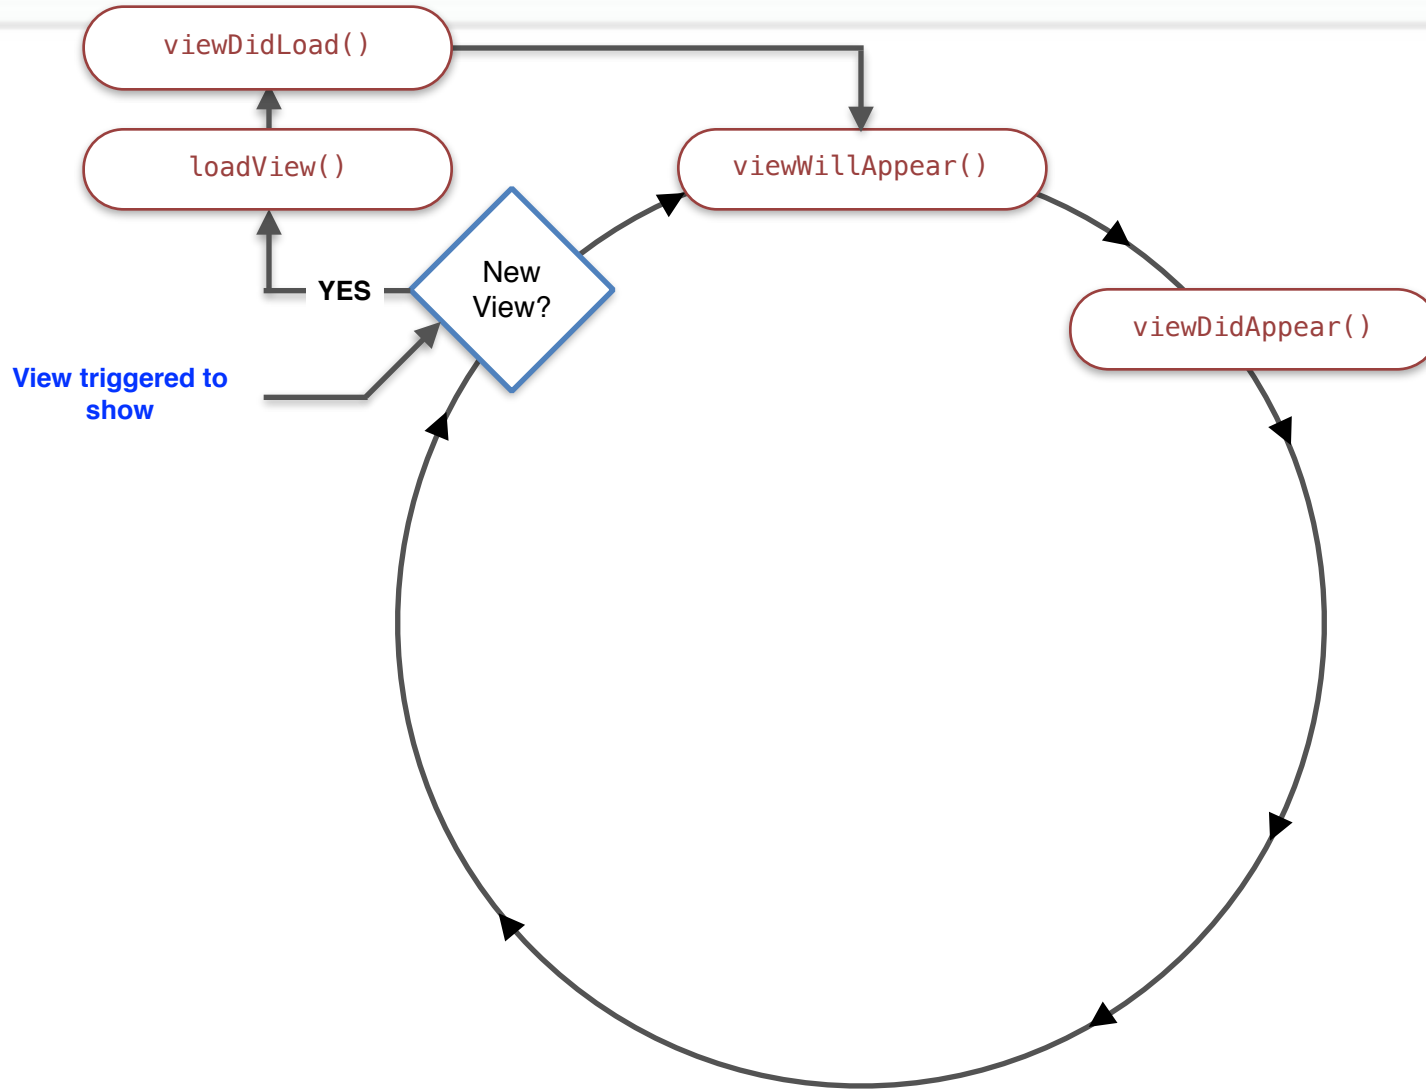 viewDidLoad()
loadView()
viewWillAppear()
New
View?
YES
viewDidAppear()
View triggered to
show